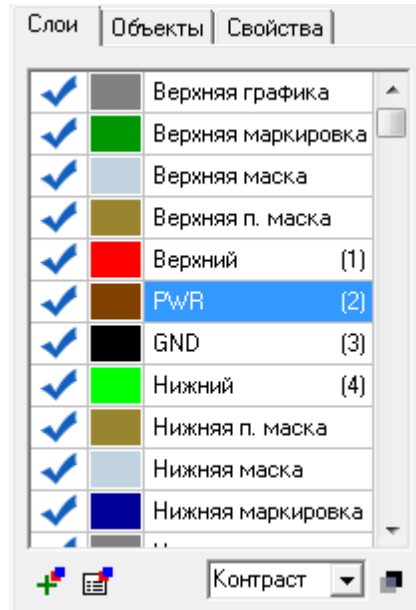 Слои Объекты Свойства
Верхняя графика
Верхняя маркировка
Верхняя маска
Верхняя п. маска
Верхний (1)
PWR (2)
GND (3)
Нижний (4)
Нижняя п. маска
Нижняя маска
Нижняя маркировка
Контраст